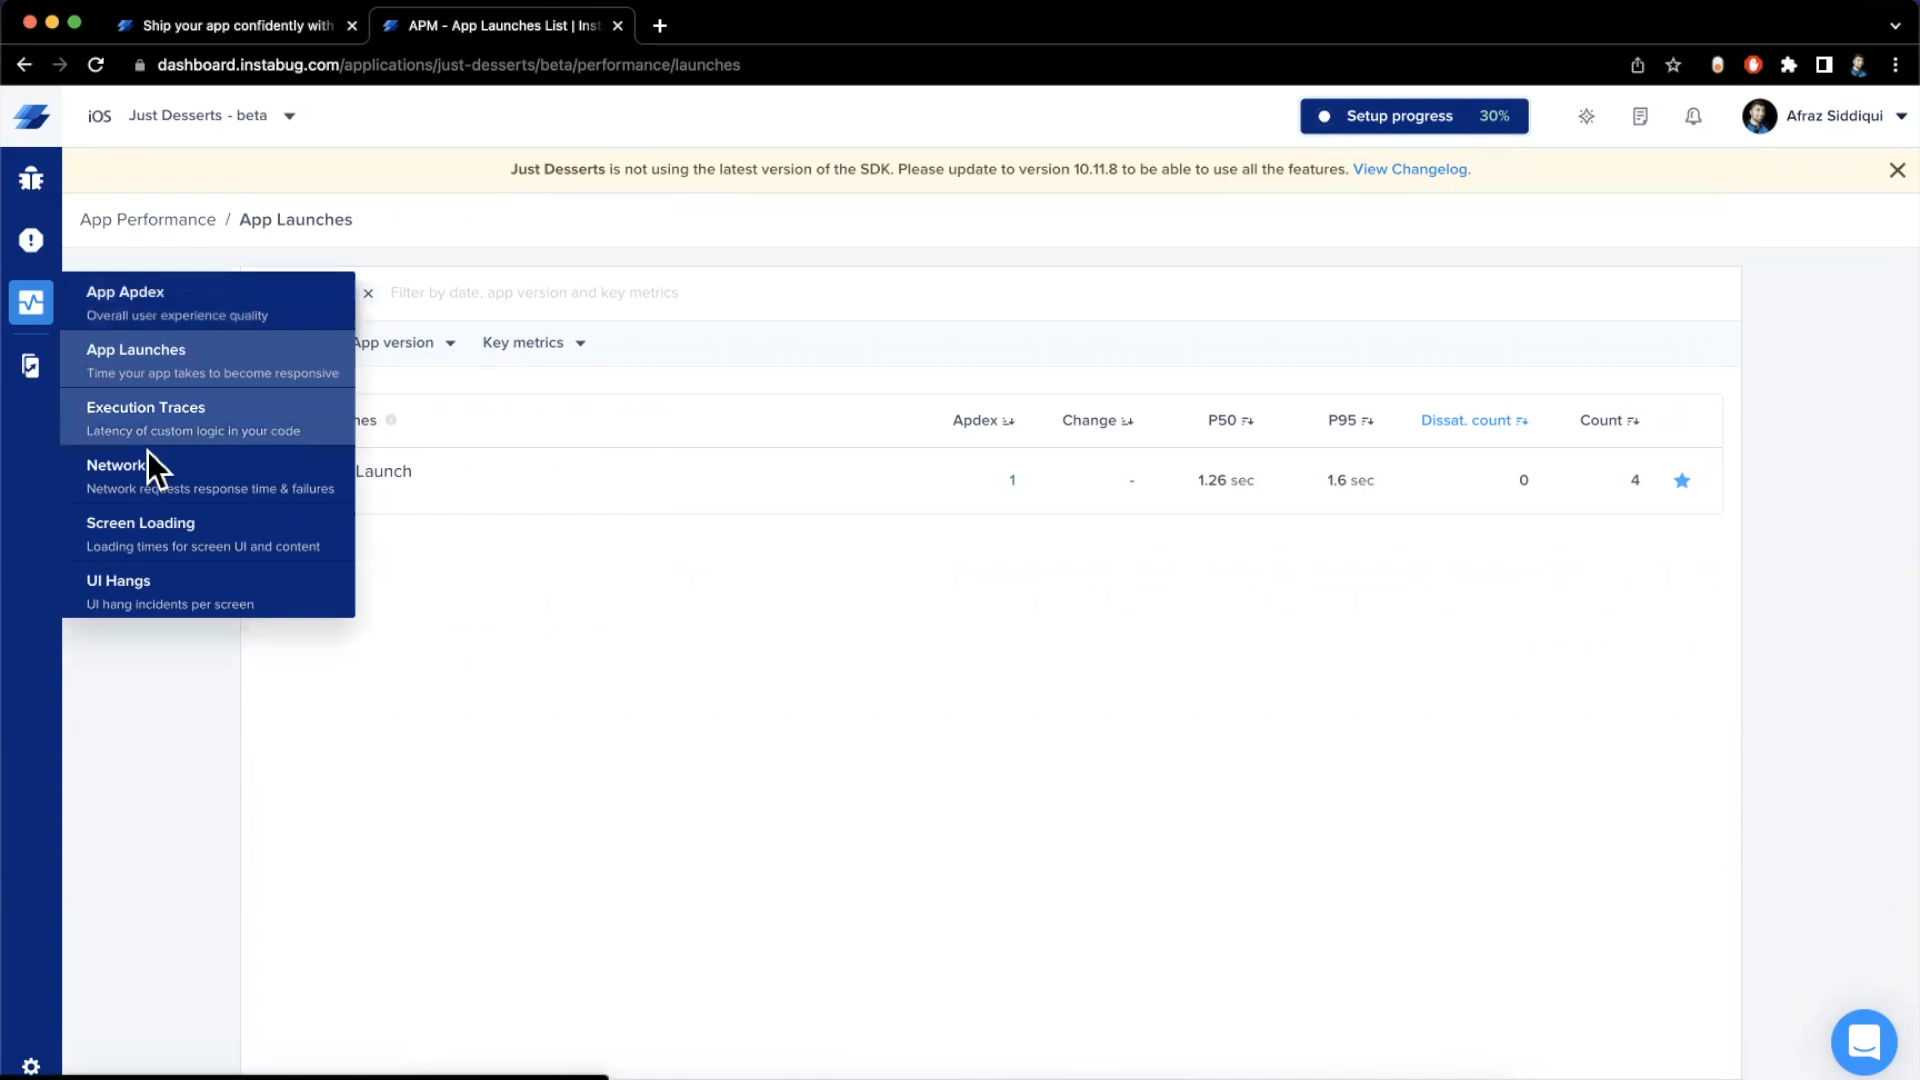 Ship your app confidently with
APM - App Launches List | Inst
dashboard.instabug.com/applications/just-desserts/beta/performance/launches
iOS Just Desserts - beta
Setup progress 30%
Afraz Siddiqui
Just Desserts is not using the latest version of the SDK. Please update to version 10.11.8 to be able to use all the features. View Changelog.
App Performance / App Launches
App Apdex
Overall user experience quality
App Launches
Time your app takes to become responsive
Execution Traces
Latency of custom logic in your code
Network
Network requests response time & failures
Screen Loading
Loading times for screen UI and content
UI Hangs
UI hang incidents per screen
Filter by date, app version and key metrics
App version Key metrics
hes Apdex Change P50 P95 Dissat. count Count
Launch 1 - 1.26 sec 1.6 sec 0 4